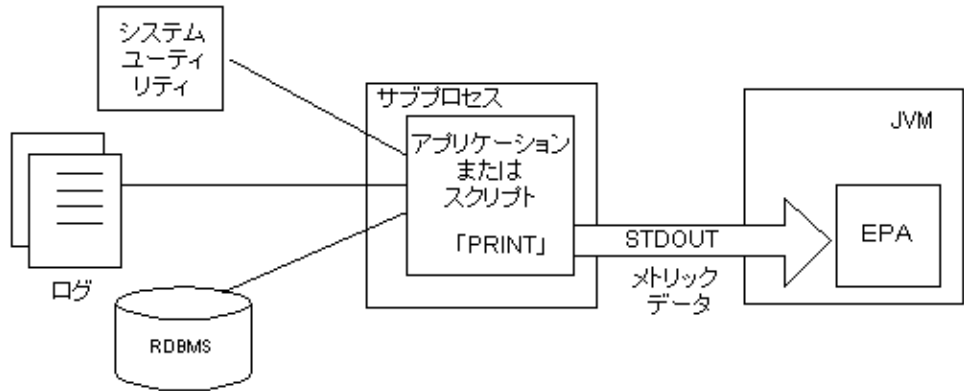 システム
ユーティ
リティ
サブプロセス
アプリケーション
または
スクリプト
「PRINT」
ログ
RDBMS
STDOUT
メトリック
データ
JVM
EPA